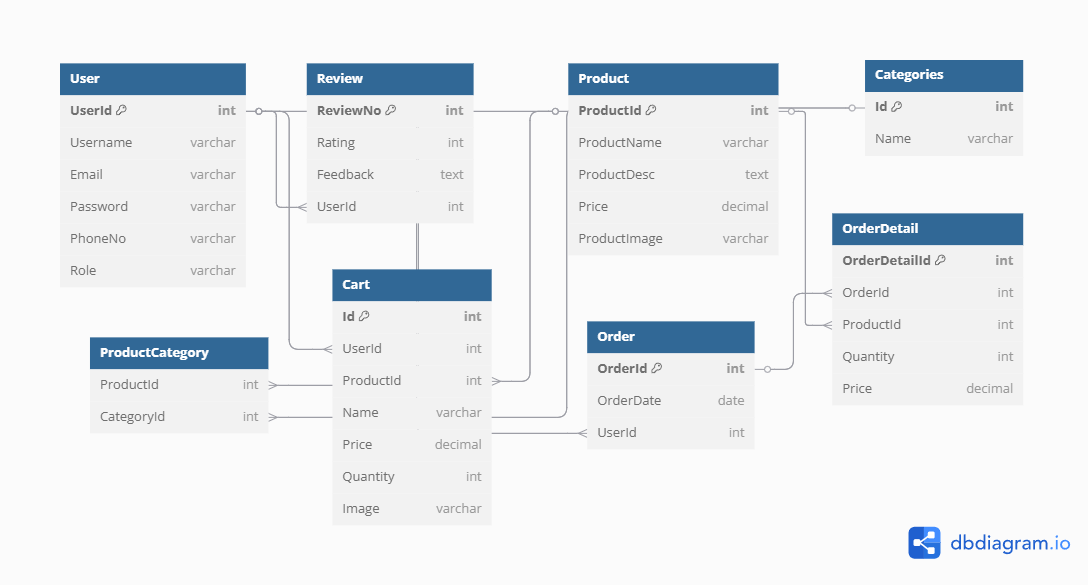 User
UserId int
Username varchar
Email varchar
Password varchar
PhoneNo varchar
Role varchar
Review
ReviewNo int
Rating int
Feedback text
UserId int
Product
ProductId int
ProductName varchar
ProductDesc text
Price decimal
ProductImage varchar
Categories
Id int
Name varchar
OrderDetail
OrderDetailId int
OrderId int
ProductId int
Quantity int
Price decimal
Cart
Id int
UserId int
ProductId int
Name varchar
Price decimal
Quantity int
Image varchar
ProductCategory
ProductId int
CategoryId int
Order
OrderId int
OrderDate date
UserId int
dbdiagram.io